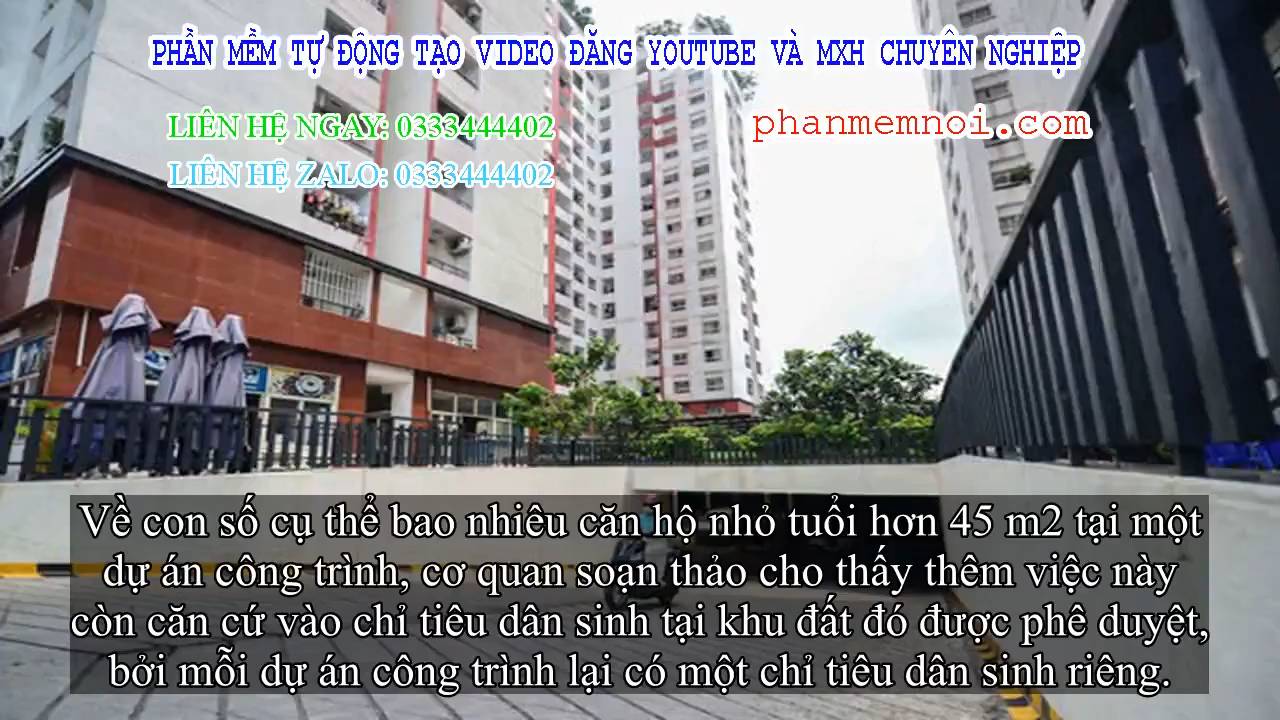 PHẦN MỀM TỰ ĐỘNG TẠO VIDEO ĐĂNG YOUTUBE VÀ MXH CHUYÊN NGHIỆP
LIÊN HỆ NGAY: 0333444402
phanmemnoi.com
LIÊN HỆ ZALO: 0333444402
Về con số cụ thể bao nhiêu căn hộ nhỏ tuổi hơn 45 m2 tại một
dự án công trình, cơ quan soạn thảo cho thấy thêm việc này
còn căn cứ vào chỉ tiêu dân sinh tại khu đất đó được phê duyệt,
bởi mỗi dự án công trình lại có một chỉ tiêu dân sinh riêng.